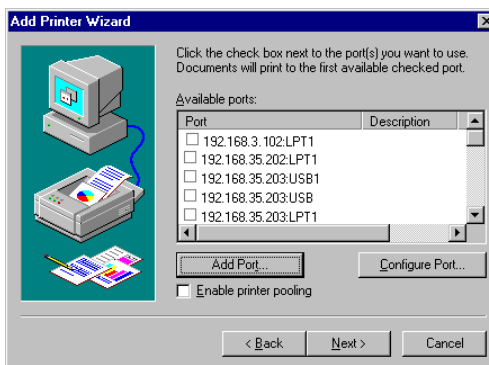 Add Printer Wizard
Click the check box next to the port(s) you want to use.
Documents will print to the first available checked port.
Available ports:
Port Description
192.168.3.102:LPT1
192.168.35.202:LPT1
192.168.35.203:USB1
192.168.35.203:USB
192.168.35.203:LPT1
Add Port... Configure Port...
Enable printer pooling
< Back Next > Cancel